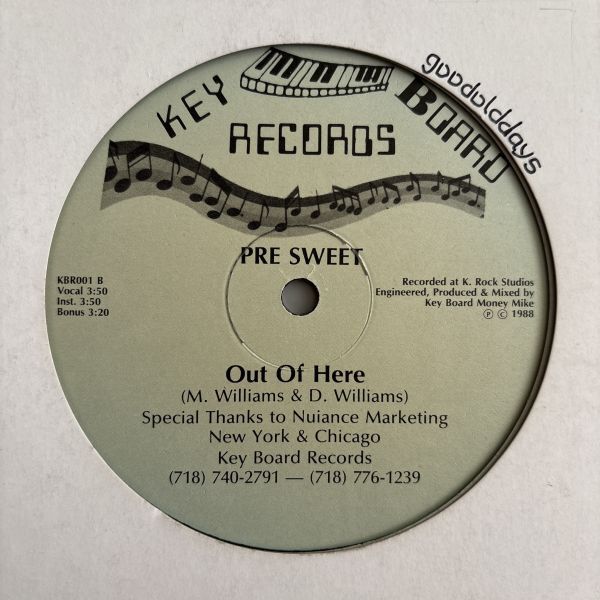 KEY BOARD
RECORDS
goodolddays
PRE SWEET
KBR001 B
Vocal 3:50
Inst. 3:50
Bonus 3:20
Recorded at K. Rock Studios
Engineered, Produced & Mixed by
Key Board Money Mike
Ⓟ © 1988
Out Of Here
(M. Williams & D. Williams)
Special Thanks to Nuiance Marketing
New York & Chicago
Key Board Records
(718) 740-2791 — (718) 776-1239